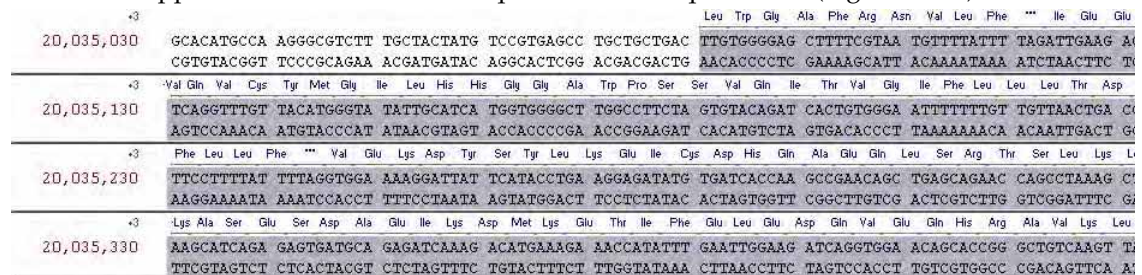 +3 Leu Trp Gly Ala Phe Arg Asn Val Leu Phe *** Ile Glu Glu
20,035,030 GCACATGCCA AGGGCGTCTT TGCTACTATG TCCGTGAGCC TGCTGCTGAC TTGTGGGGAG CTTTTCGTAA TGTTTTATTT TAGATTGAAG AG
CGTGTACGGT TCCCGCAGAA ACGATGATAC AGGCACTCGG ACGACGACTG AACACCCCTC GAAAAGCATT ACAAAATAAA ATCTAACTTC TC
+3 Val Gln Val Cys Tyr Met Gly Ile Leu His His Gly Gly Ala Trp Pro Ser Ser Val Gln Ile Thr Val Gly Ile Phe Leu Leu Leu Thr Asp
20,035,130 TCAGGTTTGT TACATGGGTA TATTGCATCA TGGTGGGGCT TGGCCTTCTA GTGTACAGAT CACTGTGGGA ATTTTTTTGT TGTTAACTGA CC
AGTCCAAACA ATGTACCCAT ATAACGTAGT ACCACCCCGA ACCGGAAGAT CACATGTCTA GTGACACCCT TAAAAAAACA ACAATTGACT GG
+3 Phe Leu Leu Phe *** Val Glu Lys Asp Tyr Ser Tyr Leu Lys Glu Ile Cys Asp His Gln Ala Glu Gln Leu Ser Arg Thr Ser Leu Lys
20,035,230 TTCCTTTTAT TTTAGGTGGA AAAGGATTAT TCATACCTGA AGGAGATATG TGATCACCAA GCCGAACAGC TGAGCAGAAC CAGCCTAAAG CT
AAGGAAAATA AAATCCACCT TTTCCTAATA AGTATGGACT TCCTCTATAC ACTAGTGGTT CGGCTTGTCG ACTCGTCTTG GTCGGATTTC GA
+3 Lys Ala Ser Glu Ser Asp Ala Glu Ile Lys Asp Met Lys Glu Thr Ile Phe Glu Leu Glu Asp Gln Val Glu Gln His Arg Ala Val Lys Leu
20,035,330 AAGCATCAGA GAGTGATGCA GAGATCAAAG ACATGAAAGA AACCATATTT GAATTGGAAG ATCAGGTGGA ACAGCACCGG GCTGTCAAGT TA
TTCGTAGTCT CTCACTACGT CTCTAGTTTC TGTACTTTCT TTGGTATAAA CTTAACCTTC TAGTCCACCT TGTCGTGGCC CGACAGTTCA AT